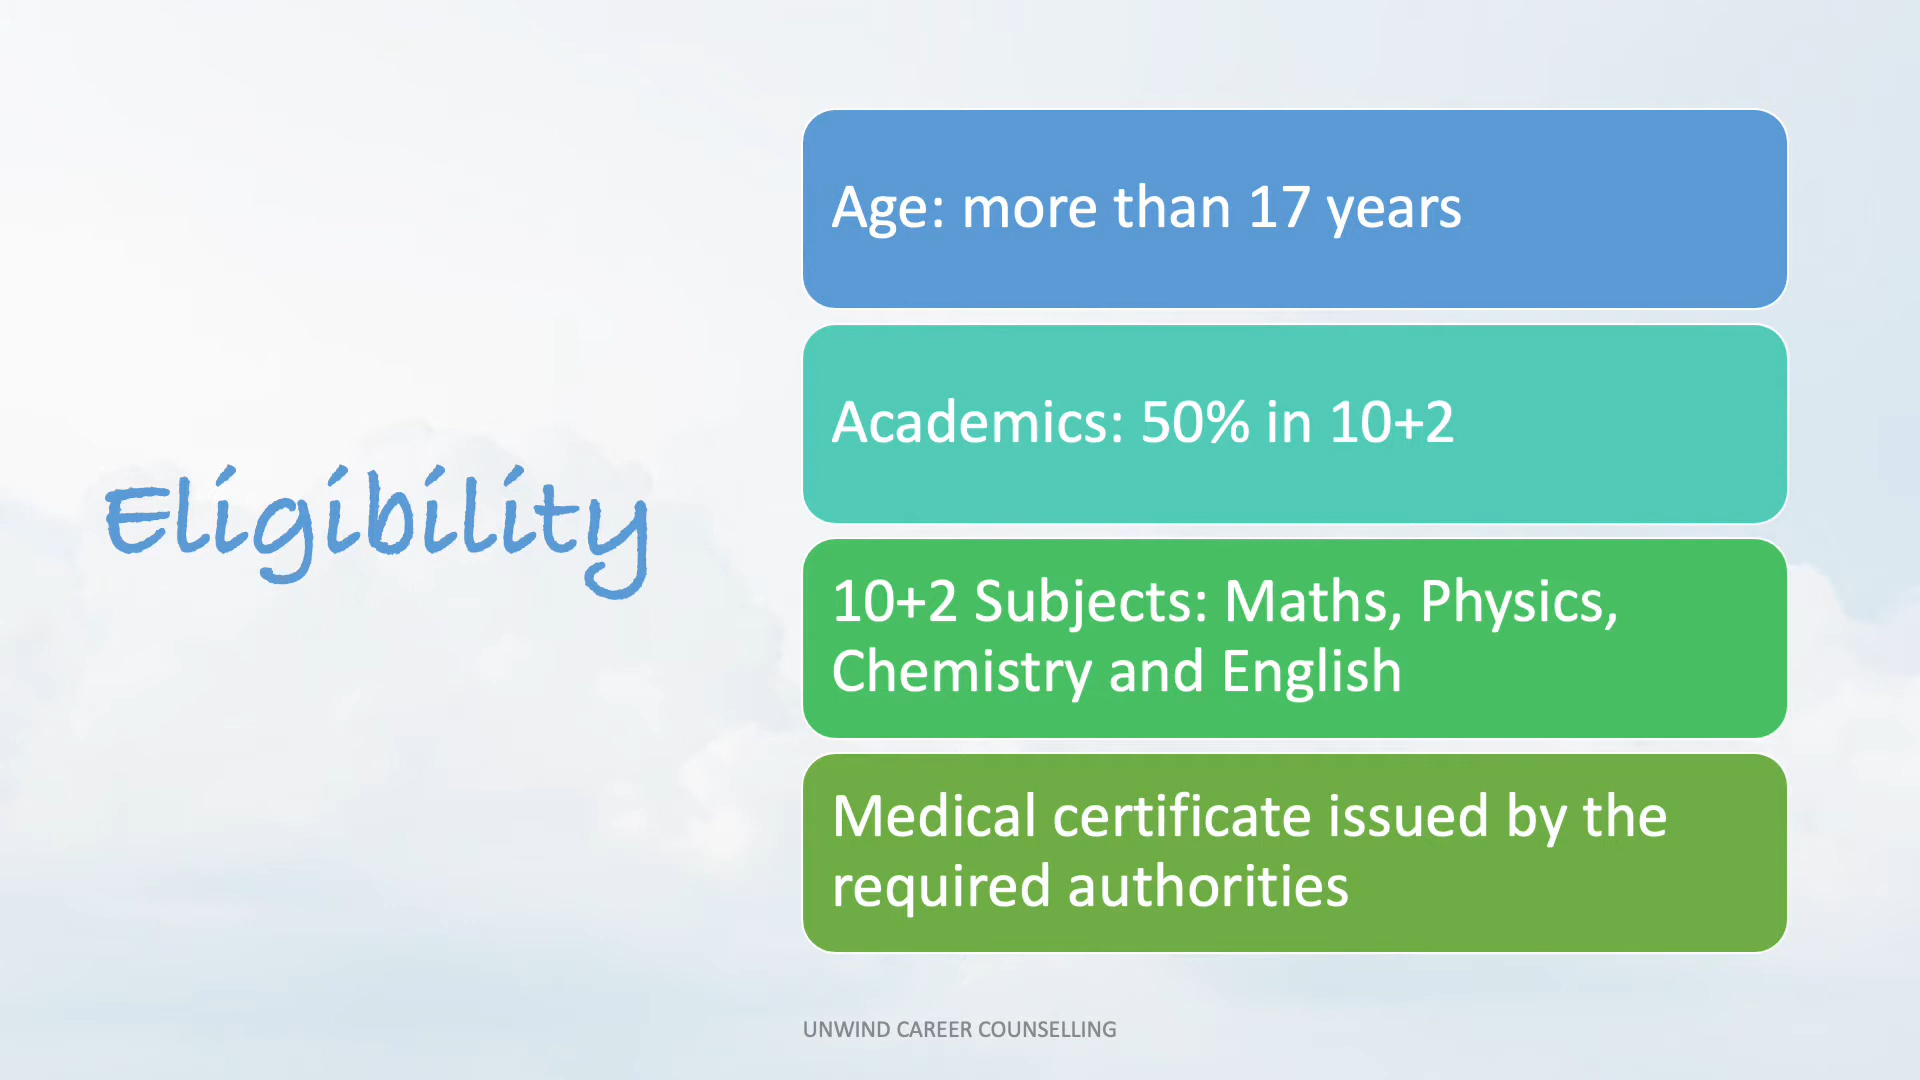 Eligibility
Age: more than 17 years
Academics: 50% in 10+2
10+2 Subjects: Maths, Physics,
Chemistry and English
Medical certificate issued by the
required authorities
UNWIND CAREER COUNSELLING